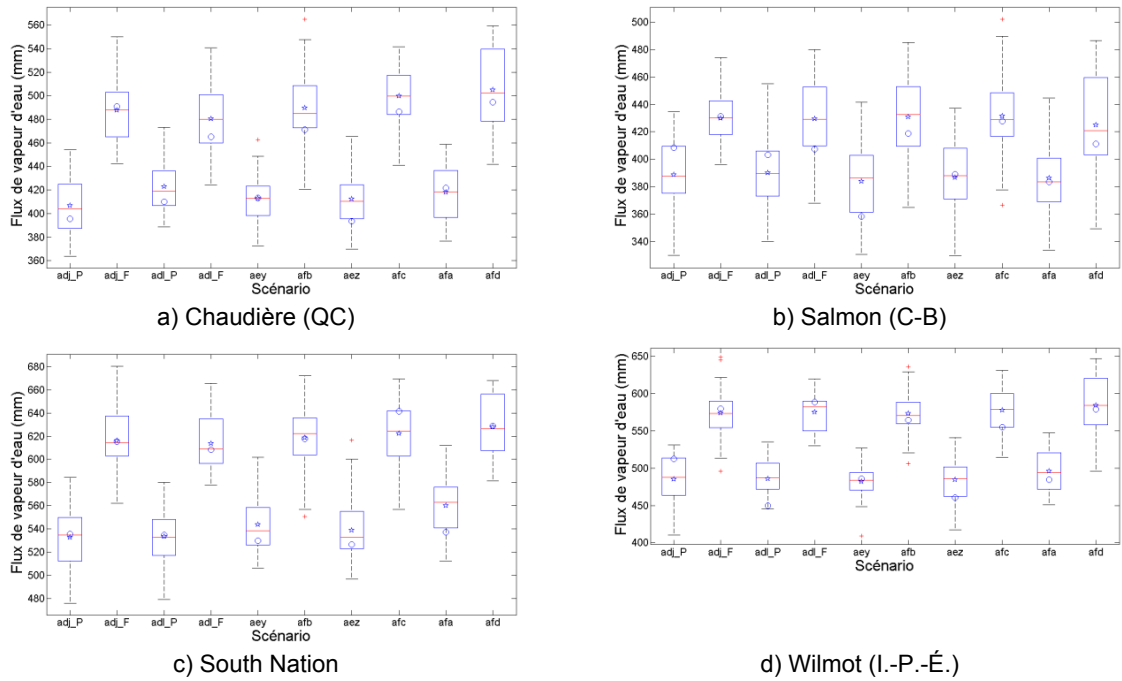 Flux de vapeur d'eau (mm)
560
540
520
500
480
460
440
420
400
380
360
adj_P adj_F adl_P adl_F aey afb aez afc afa afd
Scénario
a) Chaudière (QC)
Flux de vapeur d'eau (mm)
500
480
460
440
420
400
380
360
340
adj_P adj_F adl_P adl_F aey afb aez afc afa afd
Scénario
b) Salmon (C-B)
Flux de vapeur d'eau (mm)
680
660
640
620
600
580
560
540
520
500
480
adj_P adj_F adl_P adl_F aey afb aez afc afa afd
Scénario
c) South Nation
Flux de vapeur d'eau (mm)
650
600
550
500
450
400
adj_P adj_F adl_P adl_F aey afb aez afc afa afd
Scénario
d) Wilmot (I.-P.-É.)